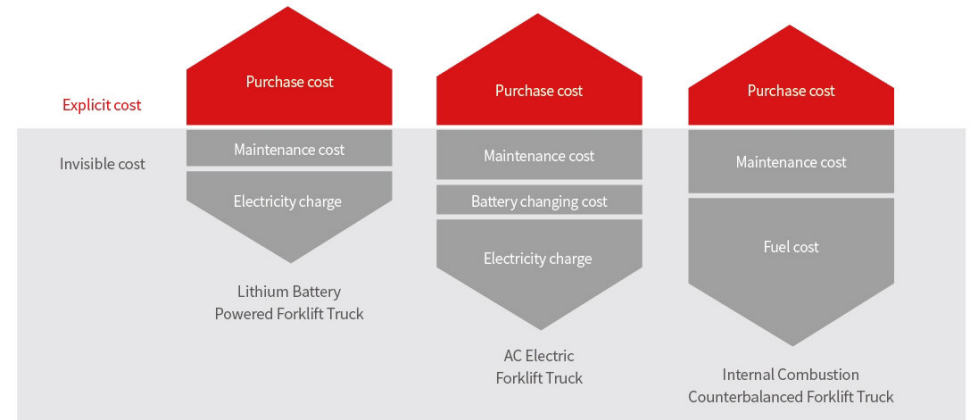 Explicit cost
Invisible cost
Purchase cost
Maintenance cost
Electricity charge
Lithium Battery
Powered Forklift Truck
Purchase cost
Maintenance cost
Battery changing cost
Electricity charge
AC Electric
Forklift Truck
Purchase cost
Maintenance cost
Fuel cost
Internal Combustion
Counterbalanced Forklift Truck